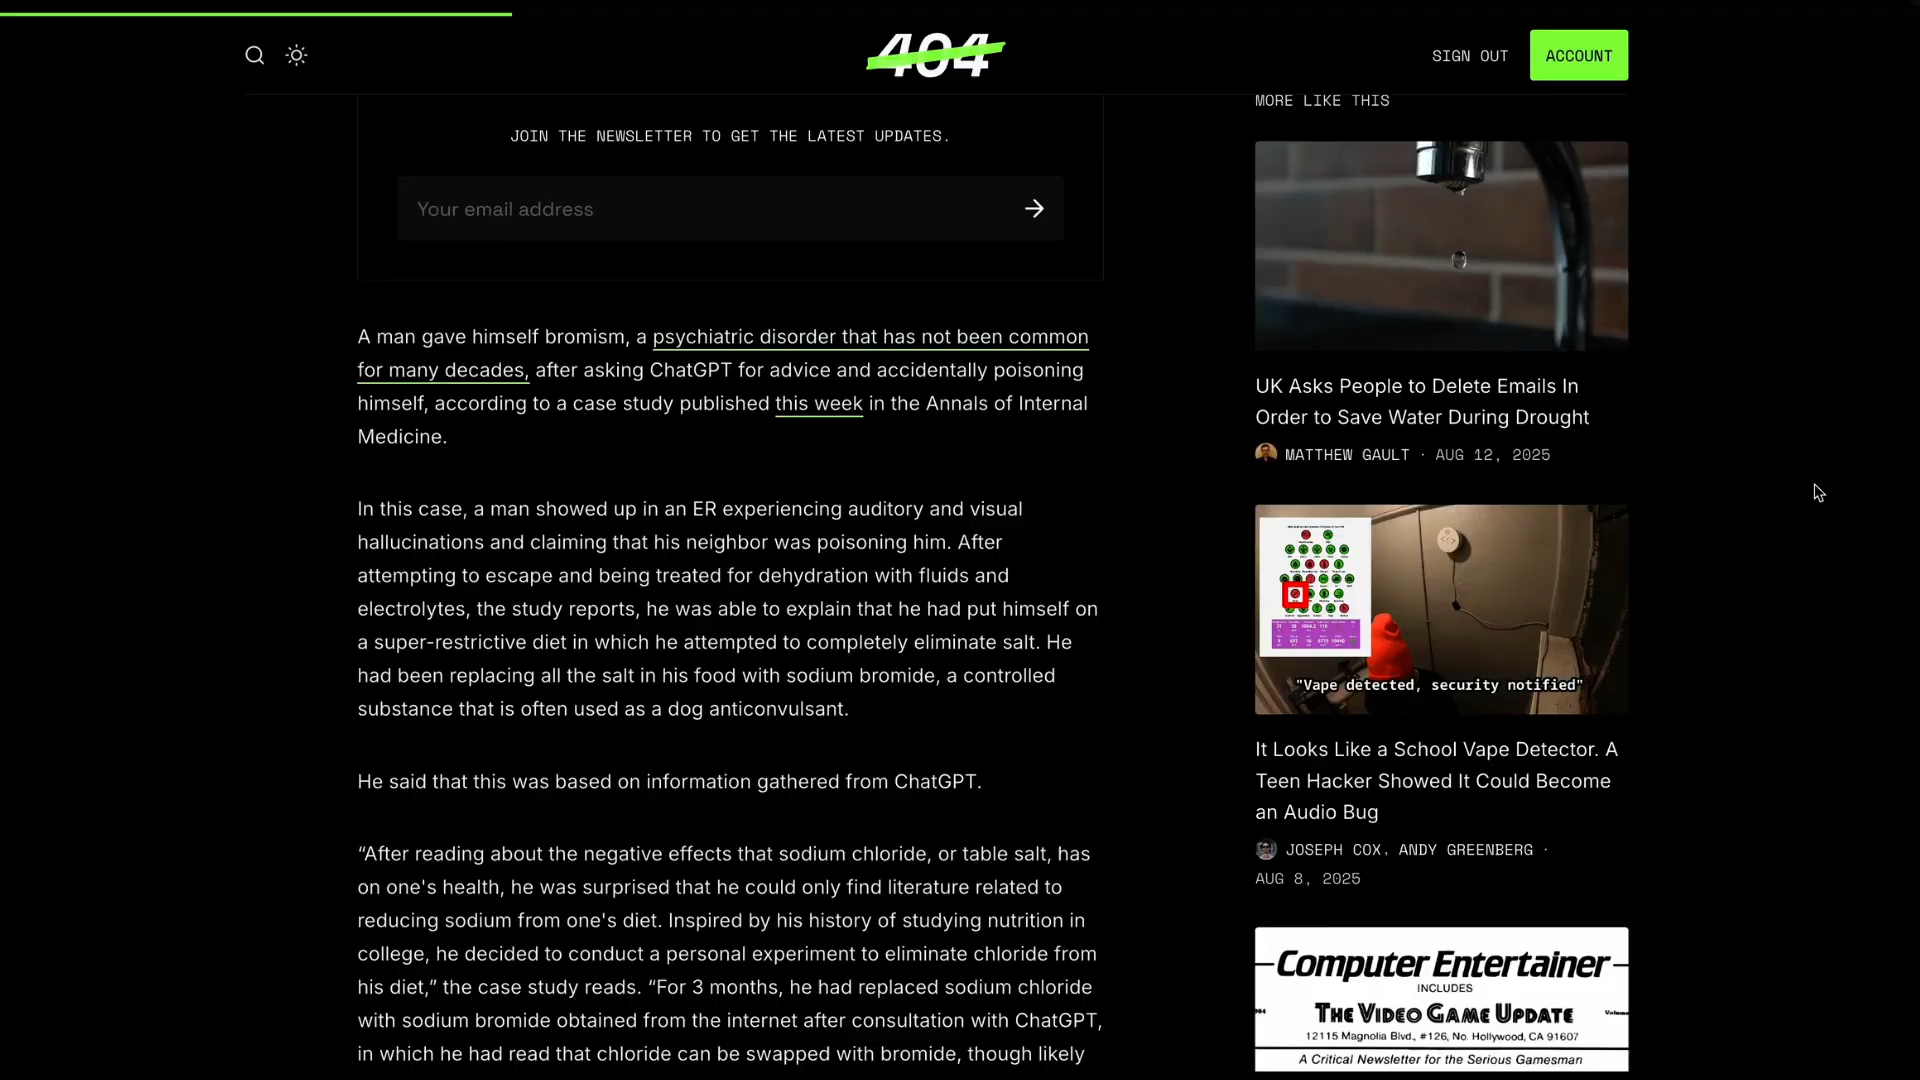 404
SIGN OUT
ACCOUNT
JOIN THE NEWSLETTER TO GET THE LATEST UPDATES.
Your email address
A man gave himself bromism, a psychiatric disorder that has not been common
for many decades, after asking ChatGPT for advice and accidentally poisoning
himself, according to a case study published this week in the Annals of Internal
Medicine.
In this case, a man showed up in an ER experiencing auditory and visual
hallucinations and claiming that his neighbor was poisoning him. After
attempting to escape and being treated for dehydration with fluids and
electrolytes, the study reports, he was able to explain that he had put himself on
a super-restrictive diet in which he attempted to completely eliminate salt. He
had been replacing all the salt in his food with sodium bromide, a controlled
substance that is often used as a dog anticonvulsant.
He said that this was based on information gathered from ChatGPT.
“After reading about the negative effects that sodium chloride, or table salt, has
on one's health, he was surprised that he could only find literature related to
reducing sodium from one's diet. Inspired by his history of studying nutrition in
college, he decided to conduct a personal experiment to eliminate chloride from
his diet,” the case study reads. “For 3 months, he had replaced sodium chloride
with sodium bromide obtained from the internet after consultation with ChatGPT,
in which he had read that chloride can be swapped with bromide, though likely
MORE LIKE THIS
UK Asks People to Delete Emails In
Order to Save Water During Drought
MATTHEW GAULT · AUG 12, 2025
"Vape detected, security notified"
It Looks Like a School Vape Detector. A
Teen Hacker Showed It Could Become
an Audio Bug
JOSEPH COX, ANDY GREENBERG ·
AUG 8, 2025
Computer Entertainer
INCLUDES
THE VIDEO GAME UPDATE
12115 Magnolia Blvd., #126, No. Hollywood, CA 91607
A Critical Newsletter for the Serious Gamesman